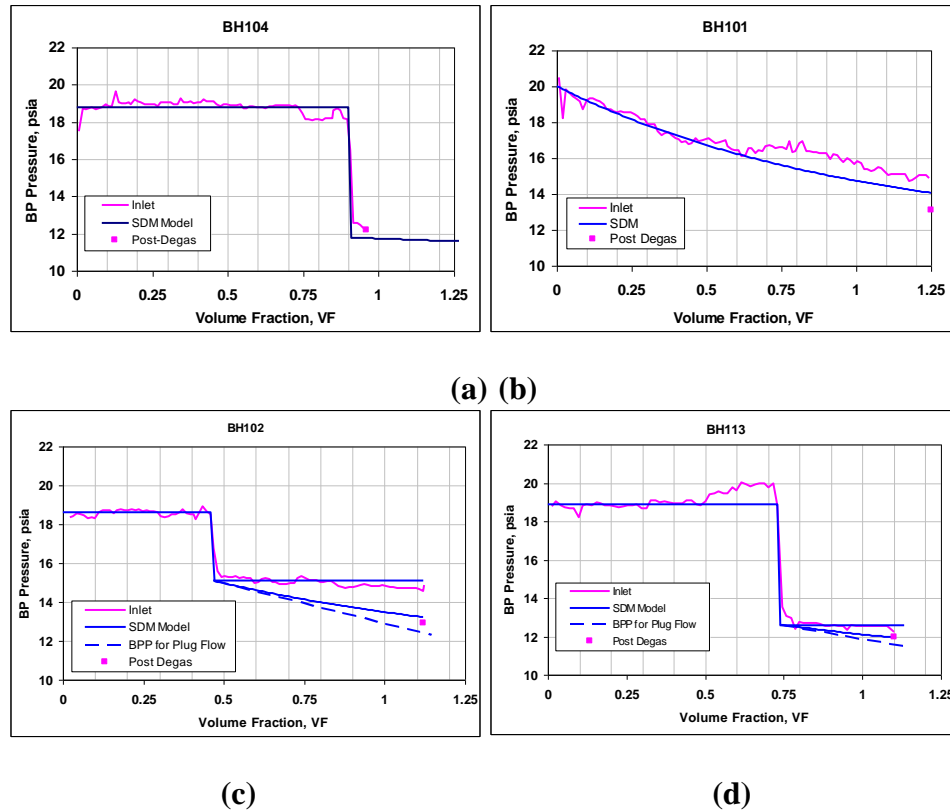 BH104
22
20
18
16
14
12
10
BP Pressure, psia
Inlet
SDM Model
Post-Degas
0 0.25 0.5 0.75 1 1.25
Volume Fraction, VF
BH101
22
20
18
16
14
12
10
BP Pressure, psia
Inlet
SDM
Post Degas
0 0.25 0.5 0.75 1 1.25
Volume Fraction, VF
(a) (b)
BH102
22
20
18
16
14
12
10
BP Pressure, psia
Inlet
SDM Model
BPP for Plug Flow
Post Degas
0 0.25 0.5 0.75 1 1.25
Volume Fraction, VF
BH113
22
20
18
16
14
12
10
BP Pressure, psia
Inlet
SDM Model
BPP for Plug Flow
Post Degas
0 0.25 0.5 0.75 1 1.25
Volume Fraction, VF
(c) (d)